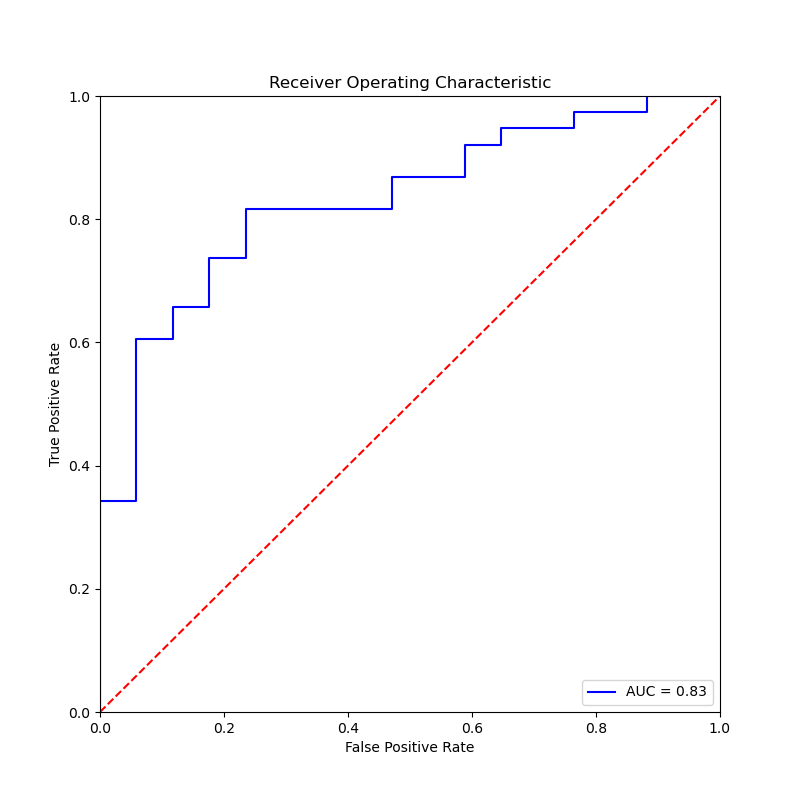 Receiver Operating Characteristic
1.0
0.8
0.6
0.4
0.2
0.0
True Positive Rate
AUC = 0.83
0.0 0.2 0.4 0.6 0.8 1.0
False Positive Rate